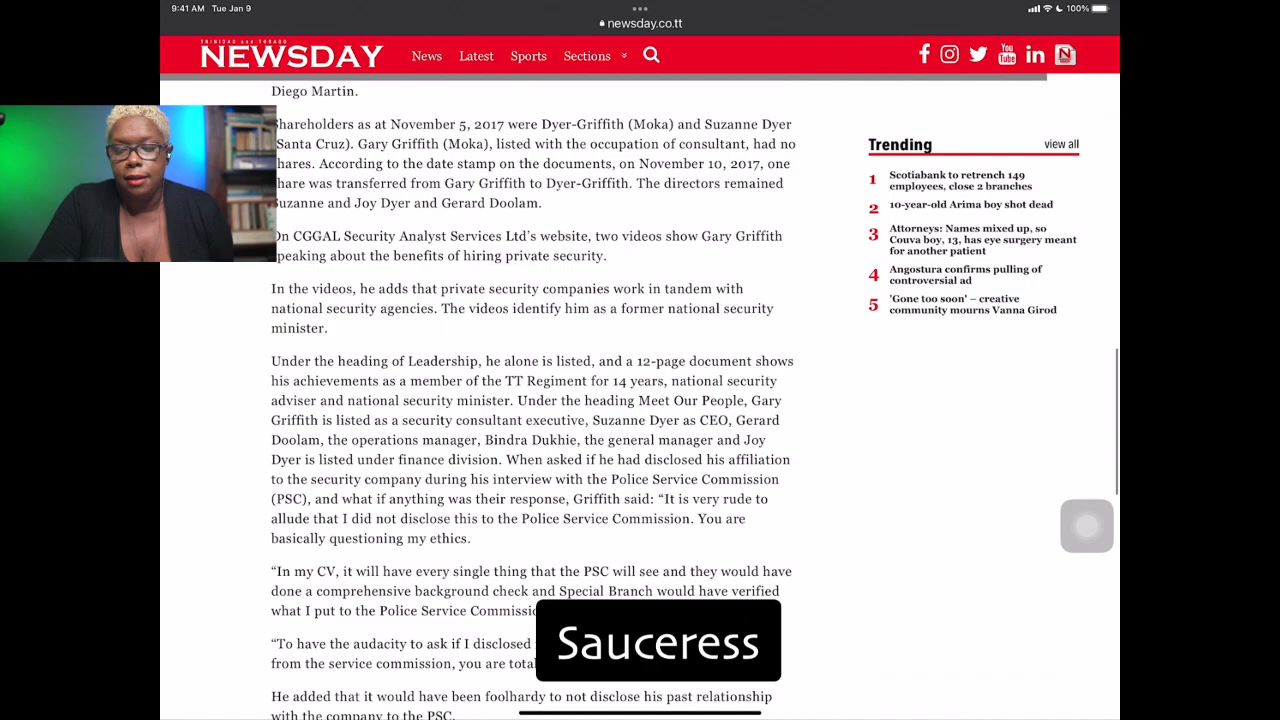 9:41 AM Tue Jan 9
100%
newsday.co.tt
TRINIDAD and TOBAGO
NEWSDAY
News Latest Sports Sections
You
Tube
in
N
Diego Martin.
hareholders as at November 5, 2017 were Dyer-Griffith (Moka) and Suzanne Dyer
Santa Cruz). Gary Griffith (Moka), listed with the occupation of consultant, had no
hares. According to the date stamp on the documents, on November 10, 2017, one
hare was transferred from Gary Griffith to Dyer-Griffith. The directors remained
uzanne and Joy Dyer and Gerard Doolam.
On CGGAL Security Analyst Services Ltd's website, two videos show Gary Griffith
peaking about the benefits of hiring private security.
In the videos, he adds that private security companies work in tandem with
national security agencies. The videos identify him as a former national security
minister.
Under the heading of Leadership, he alone is listed, and a 12-page document shows
his achievements as a member of the TT Regiment for 14 years, national security
adviser and national security minister. Under the heading Meet Our People, Gary
Griffith is listed as a security consultant executive, Suzanne Dyer as CEO, Gerard
Doolam, the operations manager, Bindra Dukhie, the general manager and Joy
Dyer is listed under finance division. When asked if he had disclosed his affiliation
to the security company during his interview with the Police Service Commission
(PSC), and what if anything was their response, Griffith said: “It is very rude to
allude that I did not disclose this to the Police Service Commission. You are
basically questioning my ethics.
“In my CV, it will have every single thing that the PSC will see and they would have
done a comprehensive background check and Special Branch would have verified
what I put to the Police Service Commissio
“To have the audacity to ask if I disclosed
from the service commission, you are total
He added that it would have been foolhardy to not disclose his past relationship
with the company to the PSC.
Trending view all
1 Scotiabank to retrench 149
employees, close 2 branches
2 10-year-old Arima boy shot dead
3 Attorneys: Names mixed up, so
Couva boy, 13, has eye surgery meant
for another patient
4 Angostura confirms pulling of
controversial ad
5 'Gone too soon' – creative
community mourns Vanna Girod
Sauceress